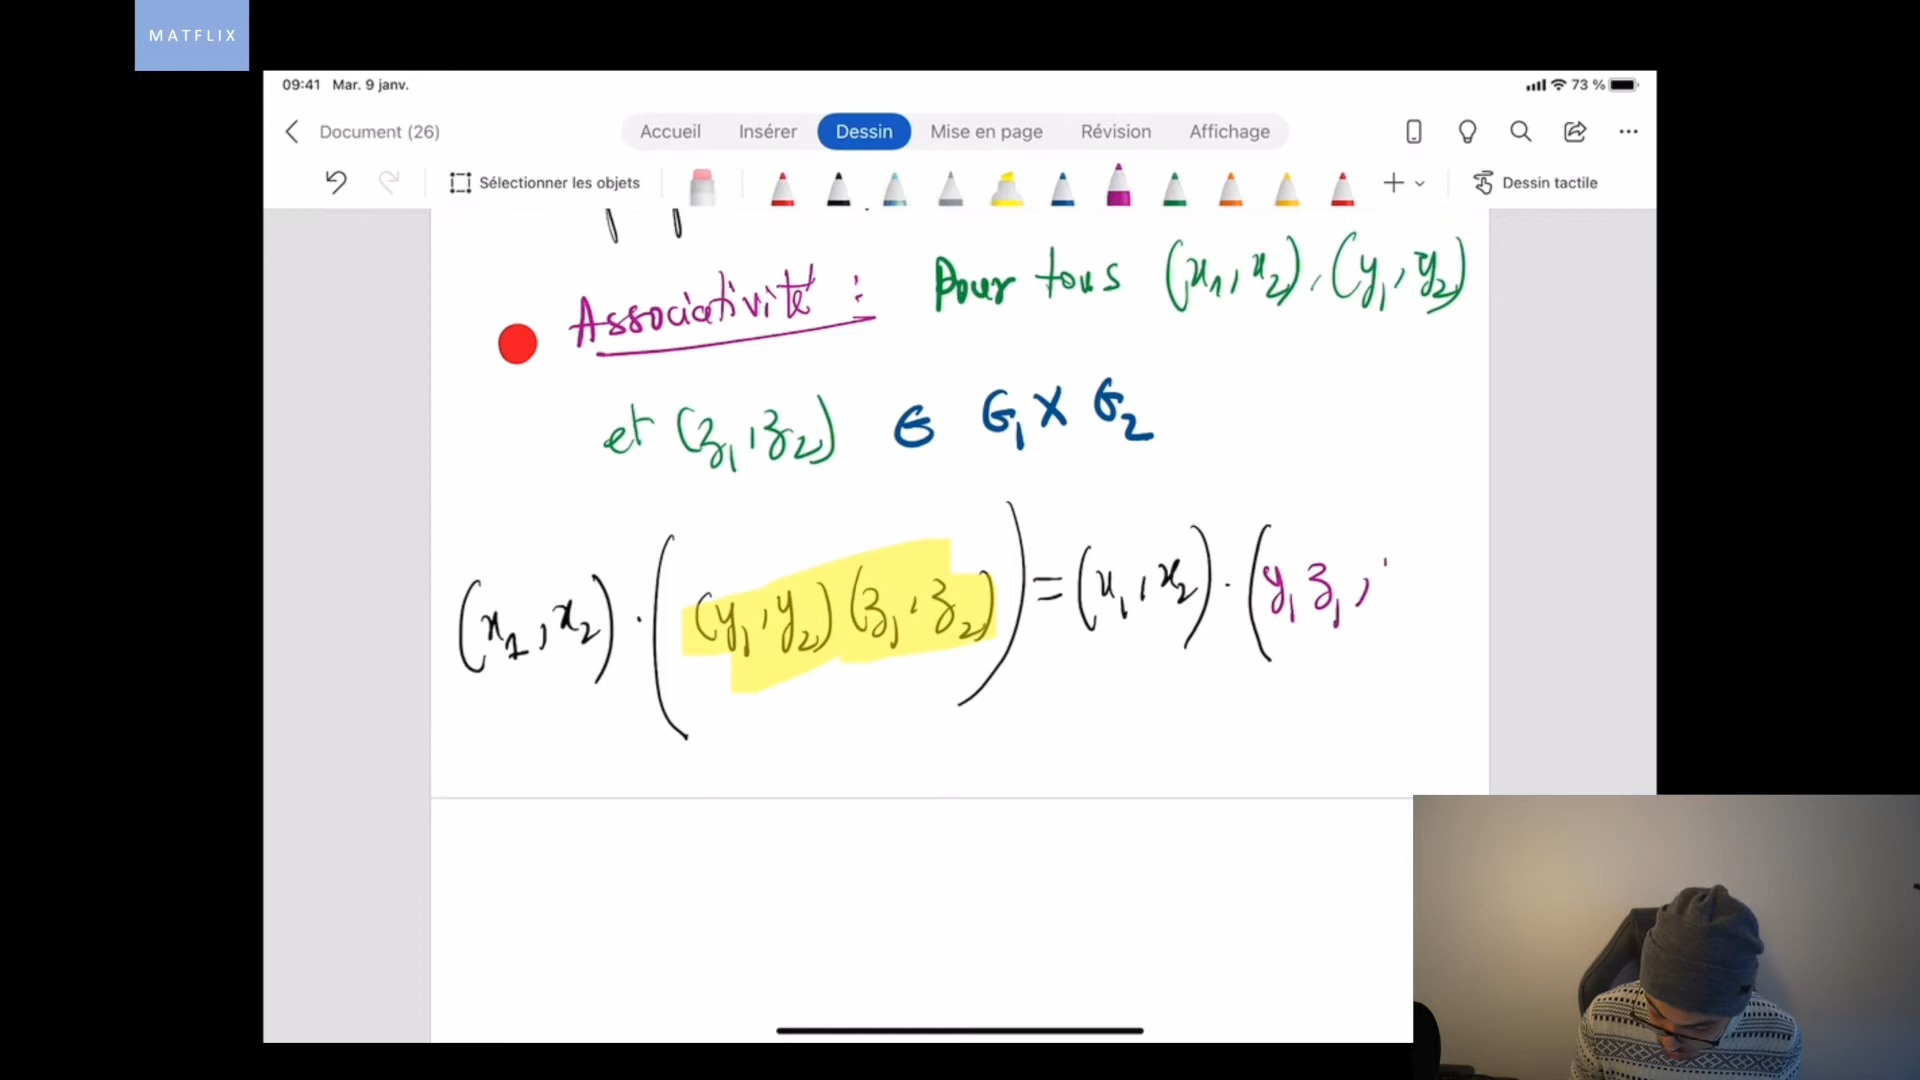 MATFLIX
09:41 Mar. 9 janv. 73 %
Document (26) Accueil Insérer Dessin Mise en page Révision Affichage
Sélectionner les objets Dessin tactile
Associativité : Pour tous (x₁, x₂), (y₁, y₂)
et (z₁, z₂) ∈ G₁ × G₂
(x₁, x₂) · ((y₁, y₂)(z₁, z₂)) = (x₁, x₂) · (y₁z₁,